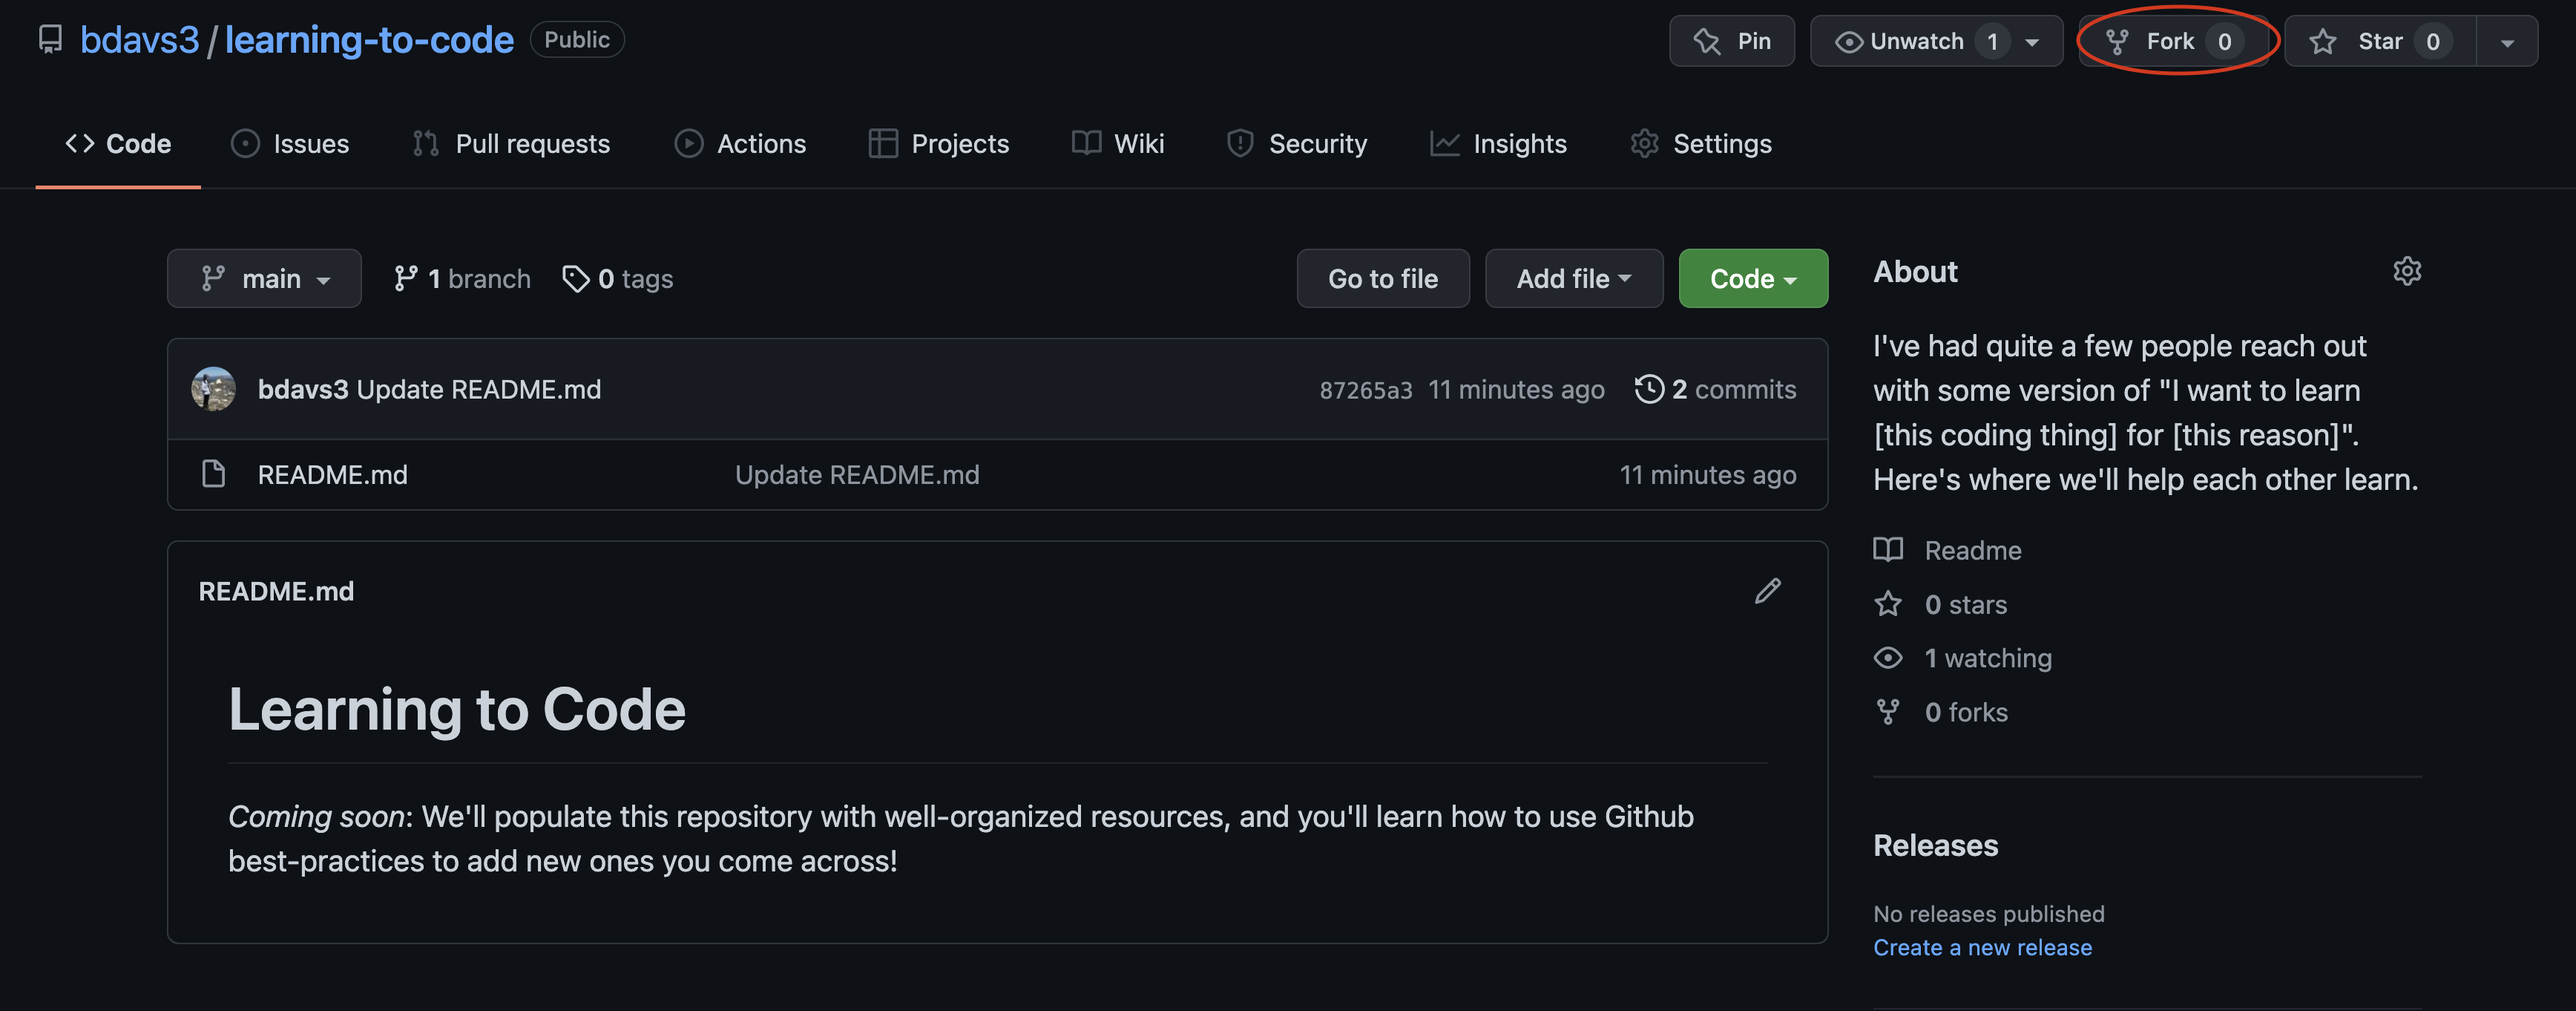 bdavs3 / learning-to-code Public
Pin Unwatch 1 Fork 0 Star 0
Code Issues Pull requests Actions Projects Wiki Security Insights Settings
main 1 branch 0 tags Go to file Add file Code
bdavs3 Update README.md 87265a3 11 minutes ago 2 commits
README.md Update README.md 11 minutes ago
README.md
Learning to Code
Coming soon: We'll populate this repository with well-organized resources, and you'll learn how to use Github
best-practices to add new ones you come across!
About
I've had quite a few people reach out
with some version of "I want to learn
[this coding thing] for [this reason]".
Here's where we'll help each other learn.
Readme
0 stars
1 watching
0 forks
Releases
No releases published
Create a new release